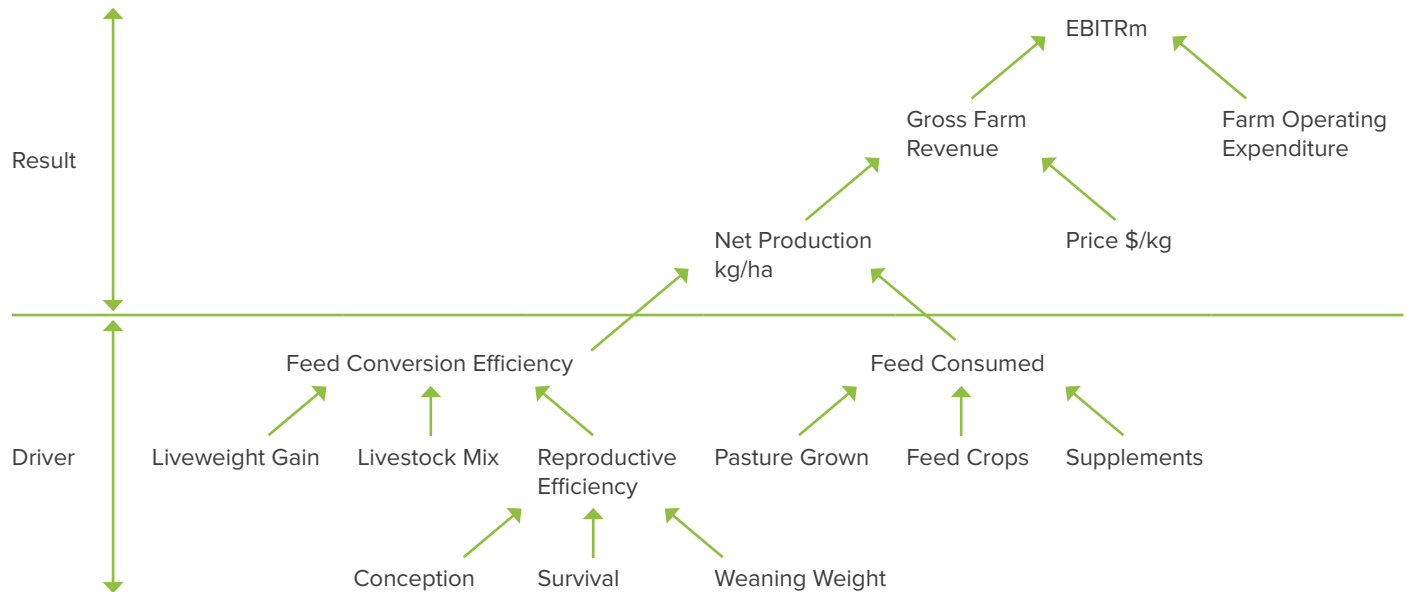 EBITRm
Gross Farm
Revenue
Farm Operating
Expenditure
Result
Net Production
kg/ha
Price $/kg
Feed Conversion Efficiency
Feed Consumed
Driver
Liveweight Gain
Livestock Mix
Reproductive
Efficiency
Pasture Grown
Feed Crops
Supplements
Conception
Survival
Weaning Weight